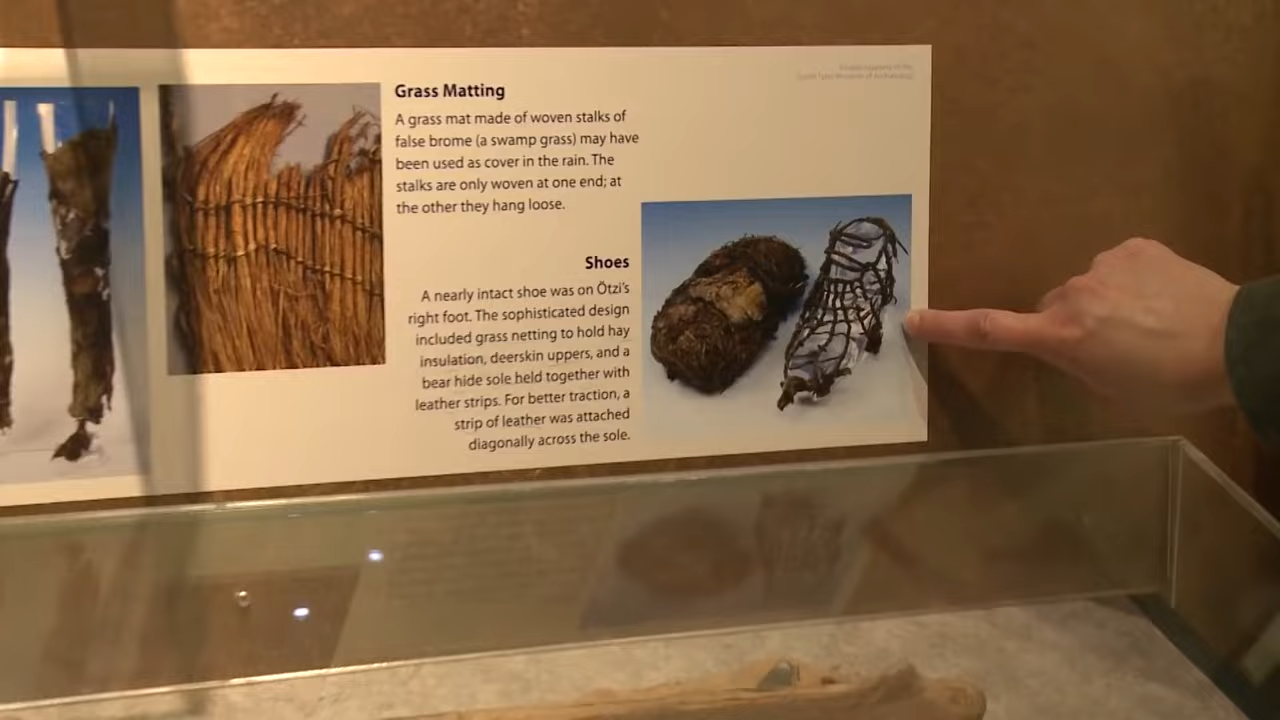 Grass Matting
A grass mat made of woven stalks of
false brome (a swamp grass) may have
been used as cover in the rain. The
stalks are only woven at one end; at
the other they hang loose.
Shoes
A nearly intact shoe was on Ötzi's
right foot. The sophisticated design
included grass netting to hold hay
insulation, deerskin uppers, and a
bear hide sole held together with
leather strips. For better traction, a
strip of leather was attached
diagonally across the sole.